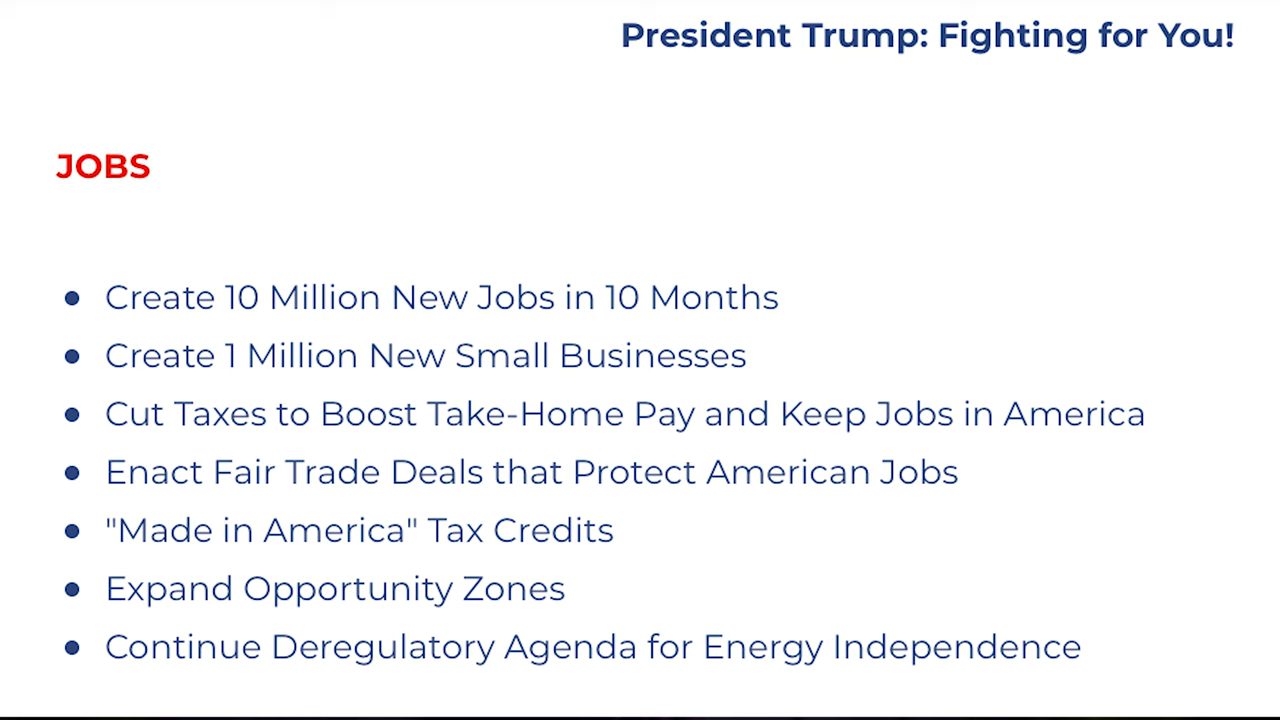 President Trump: Fighting for You!
JOBS
● Create 10 Million New Jobs in 10 Months
● Create 1 Million New Small Businesses
● Cut Taxes to Boost Take-Home Pay and Keep Jobs in America
● Enact Fair Trade Deals that Protect American Jobs
● "Made in America" Tax Credits
● Expand Opportunity Zones
● Continue Deregulatory Agenda for Energy Independence